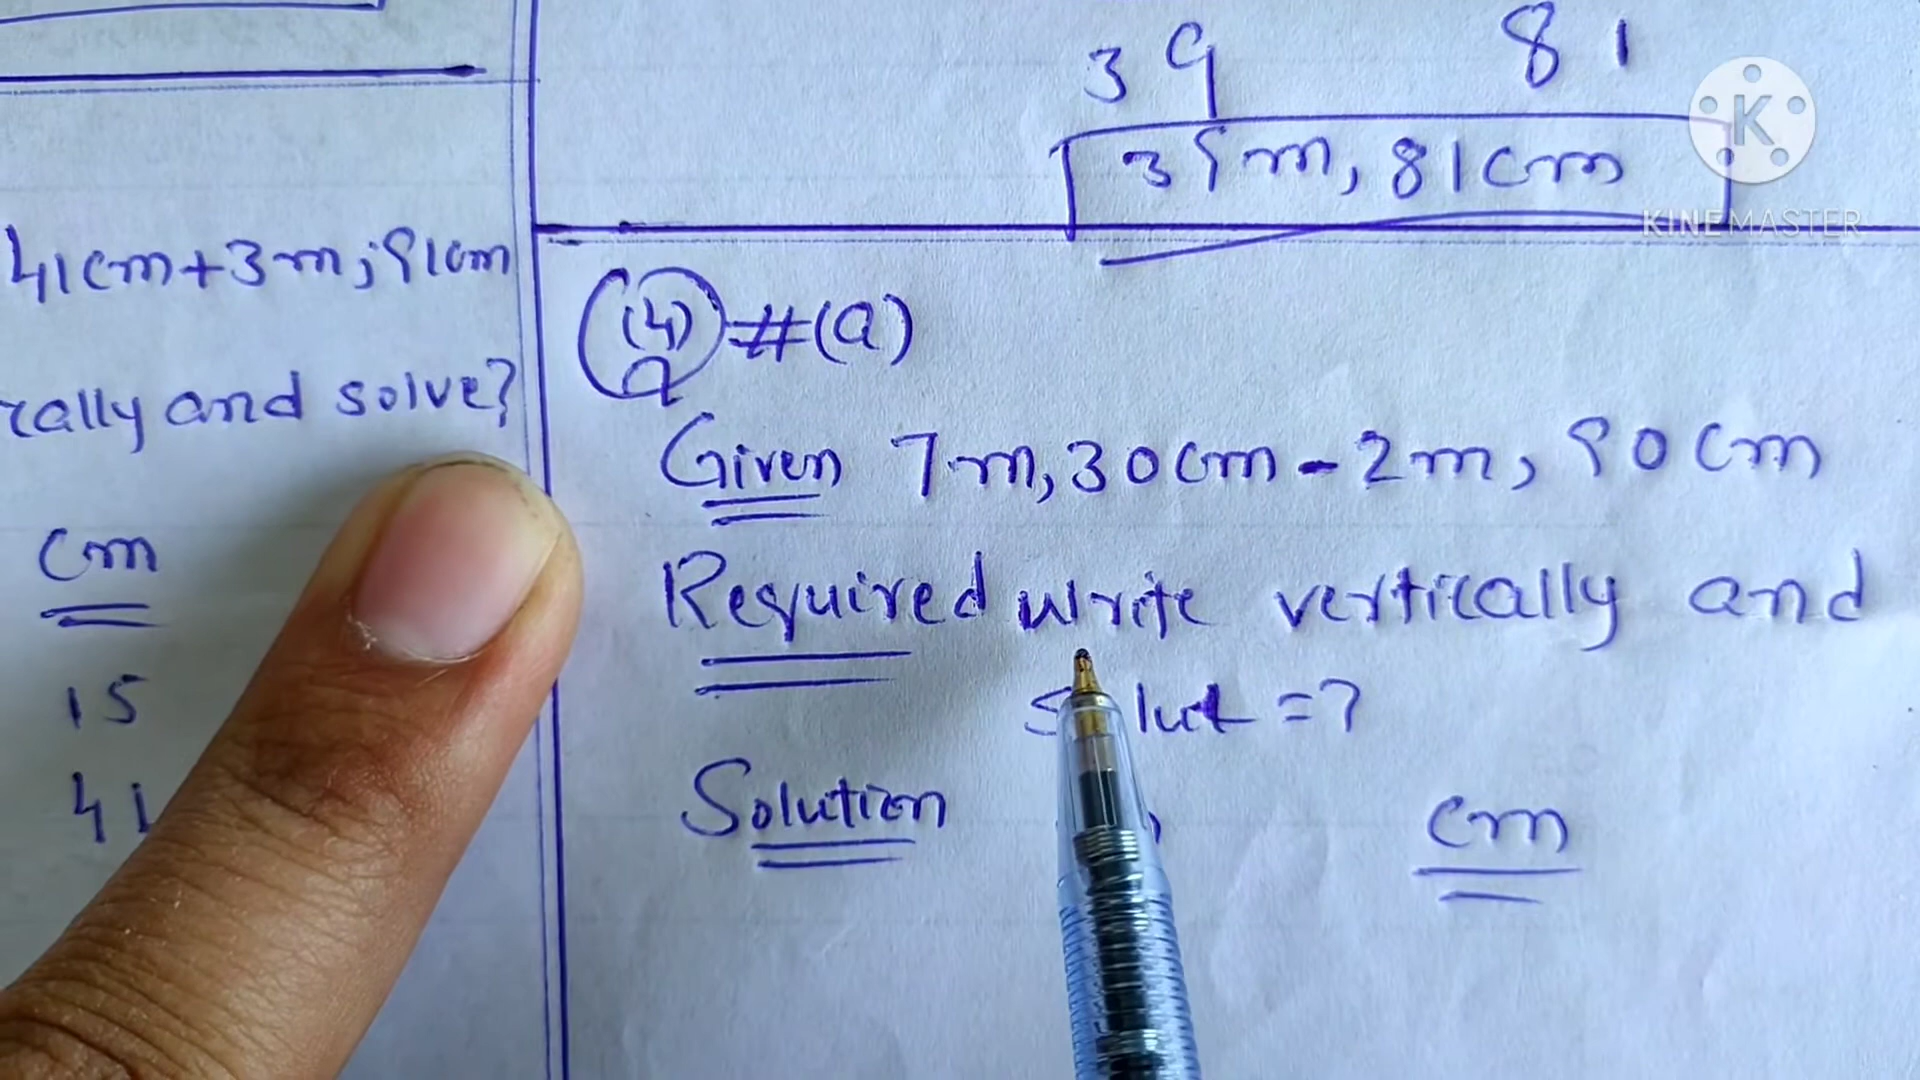 39 81
39m, 81cm
KINEMASTER
41cm+3m, 91cm
rally and solve?
cm
15
41
(4) #(a)
Given 7m, 30cm - 2m, 90cm
Required write vertically and
=?
Solution cm